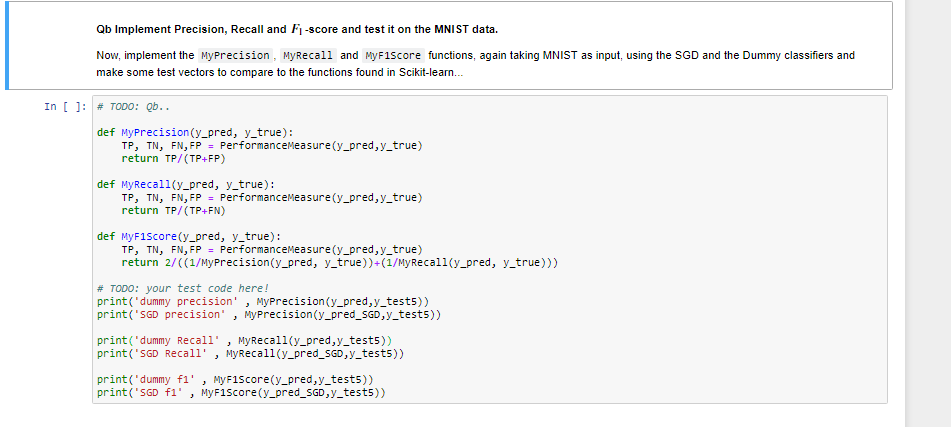 Qb Implement Precision, Recall and F1-score and test it on the MNIST data.
Now, implement the MyPrecision, MyRecall and MyF1Score functions, again taking MNIST as input, using the SGD and the Dummy classifiers and
make some test vectors to compare to the functions found in Scikit-learn...
In [ ]: # TODO: Qb..
def MyPrecision(y_pred, y_true):
    TP, TN, FN,FP = PerformanceMeasure(y_pred,y_true)
    return TP/(TP+FP)
def MyRecall(y_pred, y_true):
    TP, TN, FN,FP = PerformanceMeasure(y_pred,y_true)
    return TP/(TP+FN)
def MyF1Score(y_pred, y_true):
    TP, TN, FN,FP = PerformanceMeasure(y_pred,y_true)
    return 2/((1/MyPrecision(y_pred, y_true))+(1/MyRecall(y_pred, y_true)))
# TODO: your test code here!
print('dummy precision' , MyPrecision(y_pred,y_test5))
print('SGD precision' , MyPrecision(y_pred_SGD,y_test5))
print('dummy Recall' , MyRecall(y_pred,y_test5))
print('SGD Recall' , MyRecall(y_pred_SGD,y_test5))
print('dummy f1' , MyF1Score(y_pred,y_test5))
print('SGD f1' , MyF1Score(y_pred_SGD,y_test5))